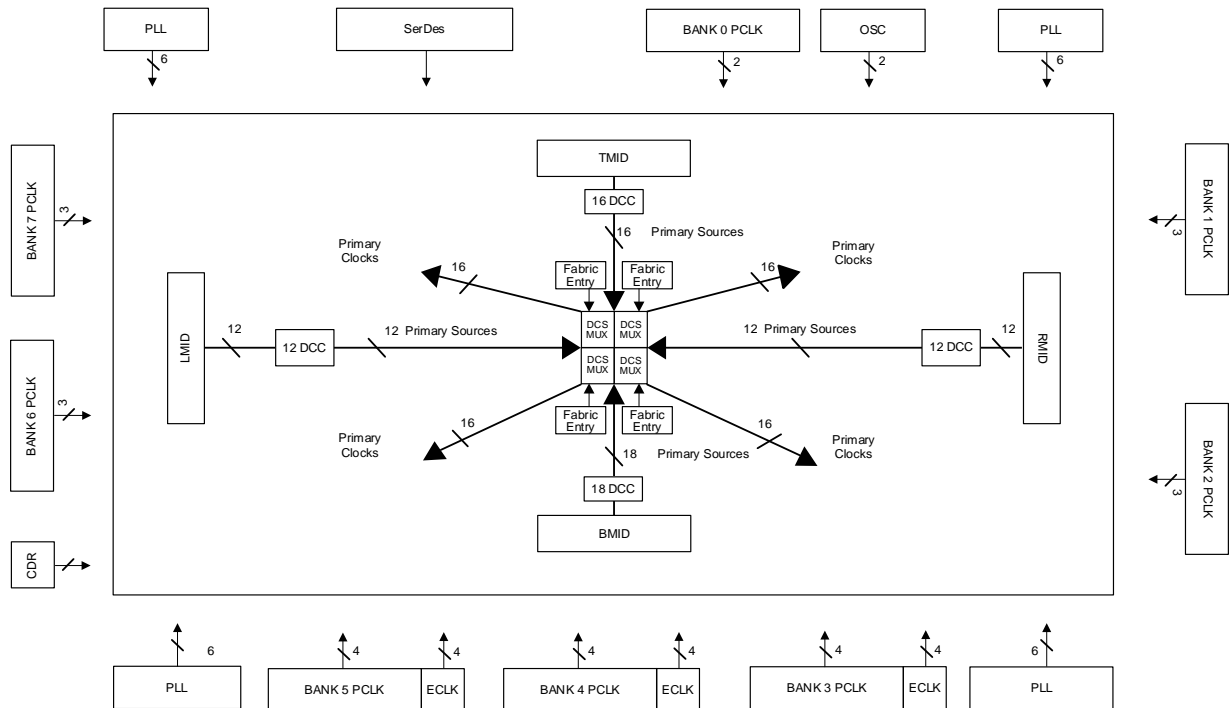 PLL
SerDes
BANK 0 PCLK
OSC
PLL
6
2
2
6
BANK 7 PCLK
3
BANK 1 PCLK
3
TMID
16 DCC
16
Primary Sources
Primary
Clocks
16
Fabric
Entry
Fabric
Entry
16
Primary
Clocks
LMID
12
12 DCC
12 Primary Sources
DCS
MUX
DCS
MUX
DCS
MUX
DCS
MUX
12 Primary Sources
12 DCC
12
RMID
BANK 6 PCLK
3
BANK 2 PCLK
3
Primary
Clocks
16
Fabric
Entry
Fabric
Entry
16
Primary
Clocks
18
Primary Sources
18 DCC
BMID
CDR
6
4
4
4
4
4
4
6
PLL
BANK 5 PCLK
ECLK
BANK 4 PCLK
ECLK
BANK 3 PCLK
ECLK
PLL